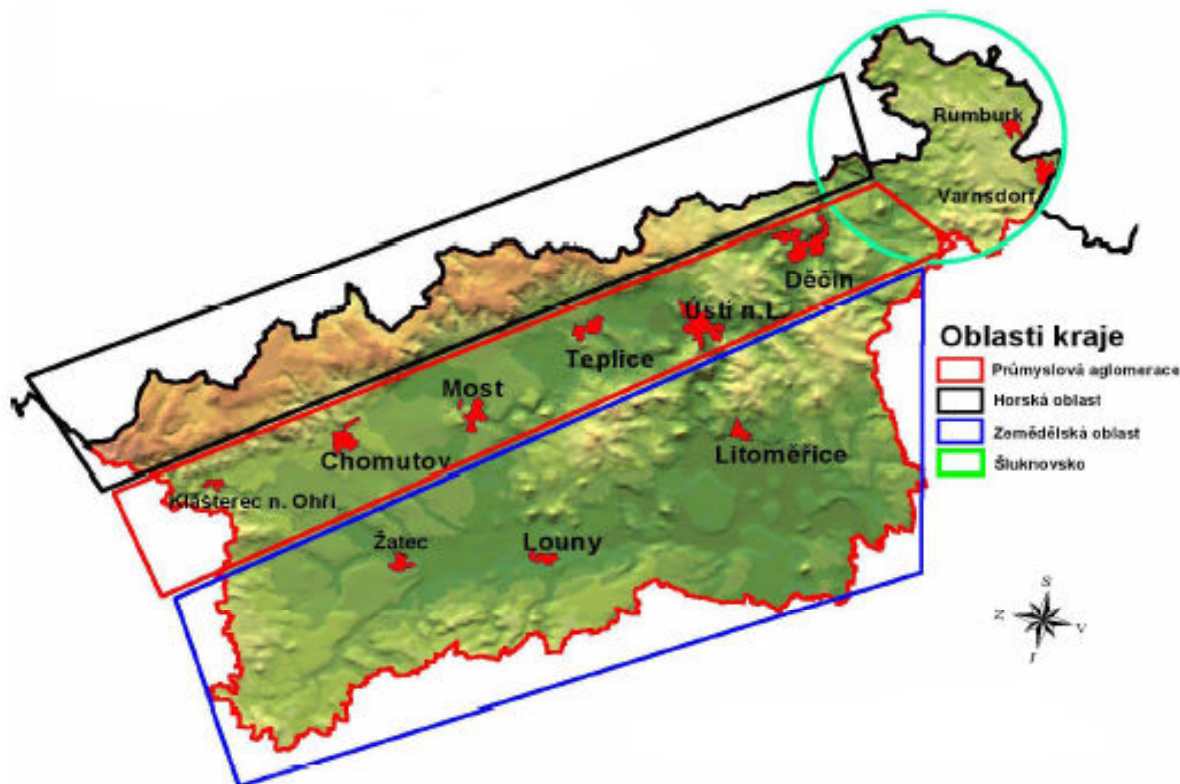 Rumburk
Varnsdorf
Děčín
Ústí n.L.
Teplice
Most
Chomutov
Litoměřice
Klášterec n. Ohří
Žatec
Louny
Oblasti kraje
Průmyslová aglomerace
Horská oblast
Zemědělská oblast
Šluknovsko
S
Z
V
J